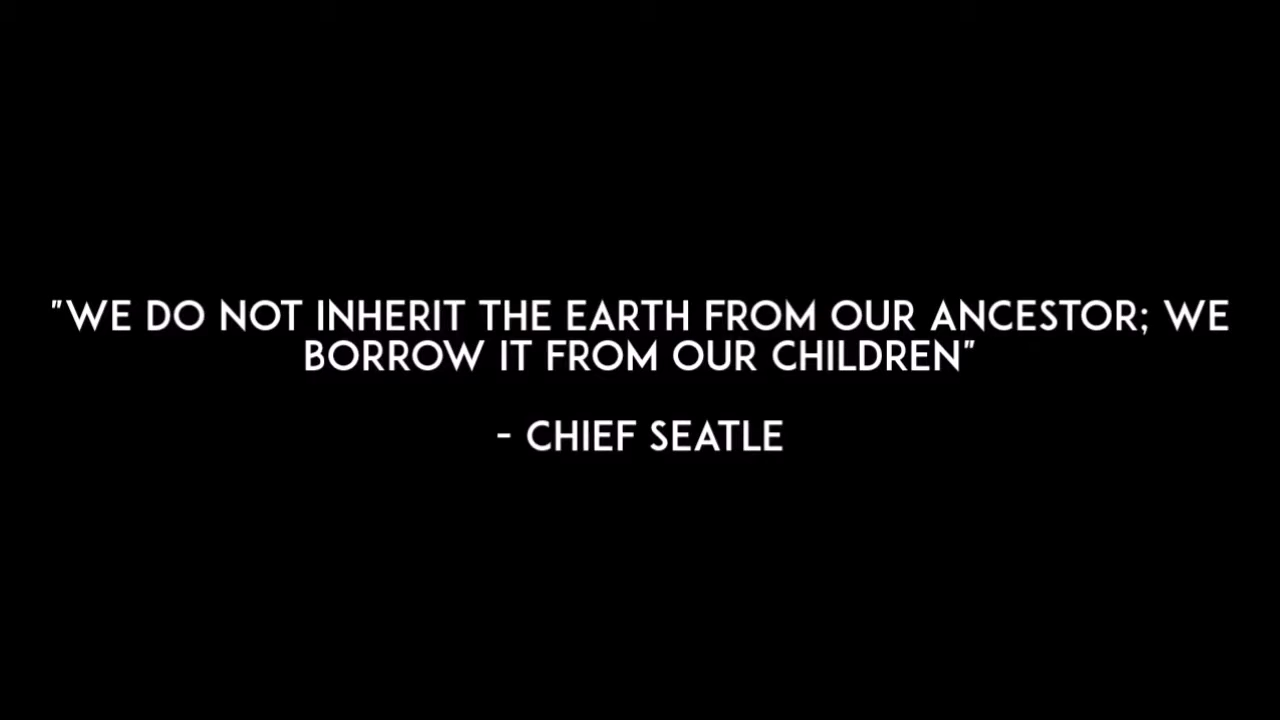 "WE DO NOT INHERIT THE EARTH FROM OUR ANCESTOR; WE
BORROW IT FROM OUR CHILDREN"
- CHIEF SEATLE